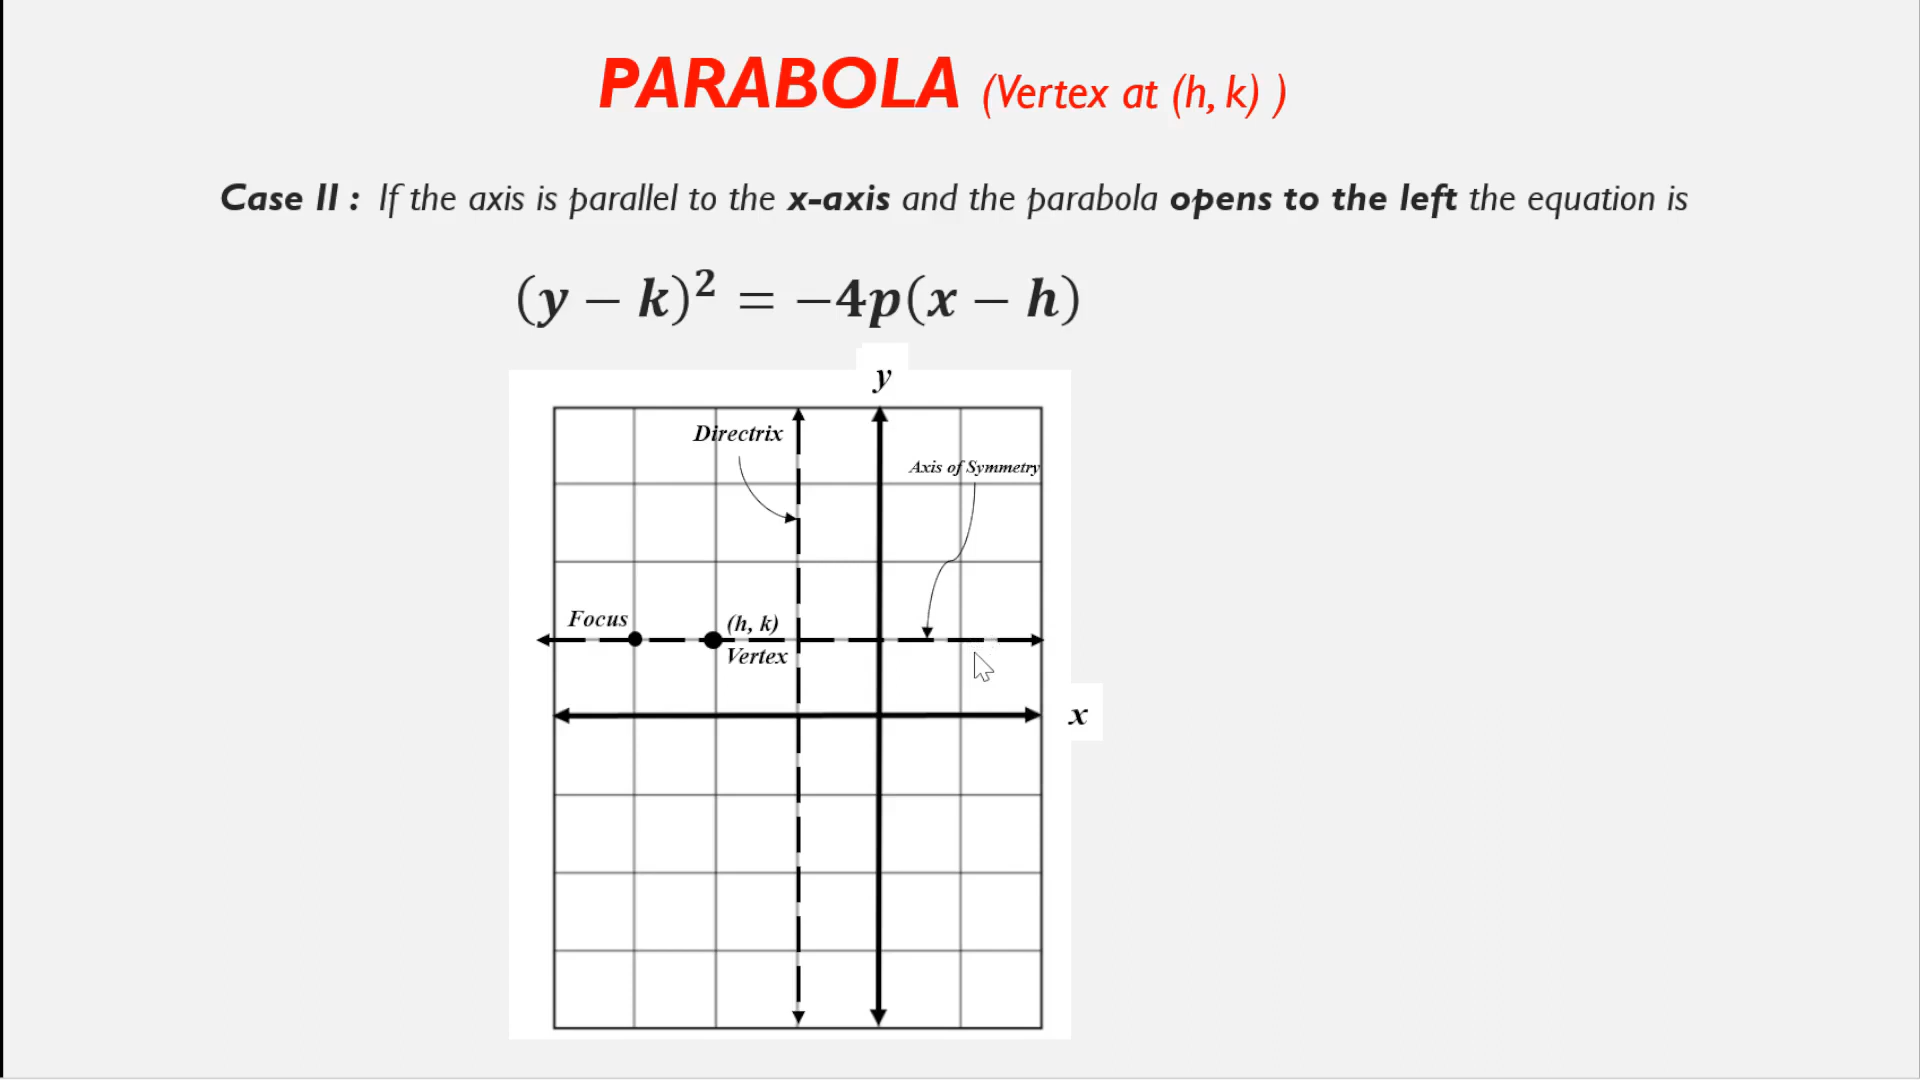 PARABOLA (Vertex at (h, k) )
Case II : If the axis is parallel to the x-axis and the parabola opens to the left the equation is
(y − k)² = −4p(x − h)
y
Directrix
Axis of Symmetry
Focus
(h, k)
Vertex
x